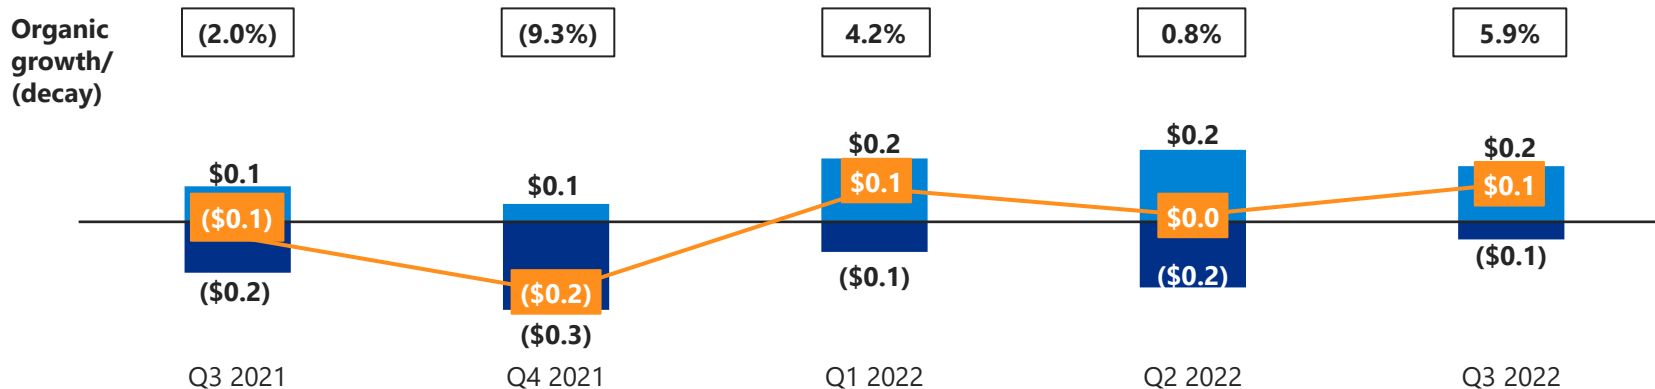 Organic
growth/
(decay)
(2.0%) (9.3%) 4.2% 0.8% 5.9%
$0.1 $0.1 $0.2 $0.2 $0.2
($0.1) ($0.2) $0.1 $0.0 $0.1
($0.2) ($0.3) ($0.1) ($0.2) ($0.1)
Q3 2021 Q4 2021 Q1 2022 Q2 2022 Q3 2022